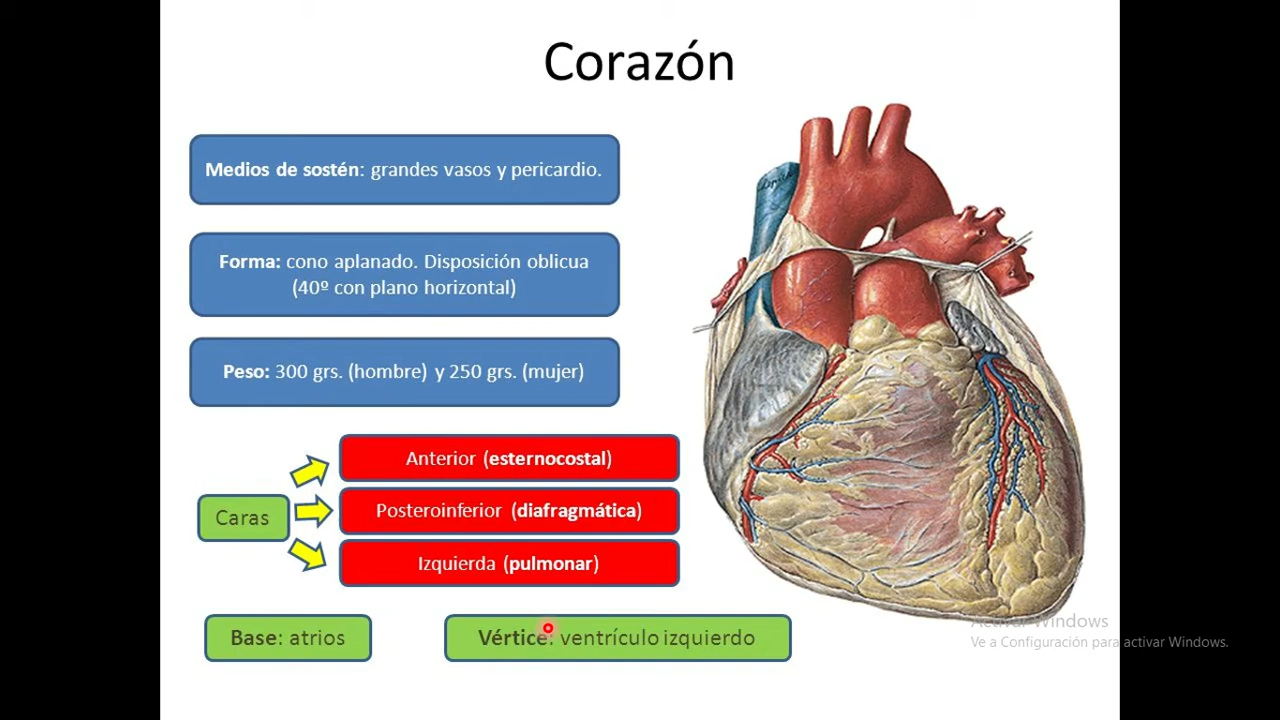 Corazón
Medios de sostén: grandes vasos y pericardio.
Forma: cono aplanado. Disposición oblicua
(40º con plano horizontal)
Peso: 300 grs. (hombre) y 250 grs. (mujer)
Caras
Anterior (esternocostal)
Posteroinferior (diafragmática)
Izquierda (pulmonar)
Base: atrios
Vértice: ventrículo izquierdo
Activar Windows
Ve a Configuración para activar Windows.